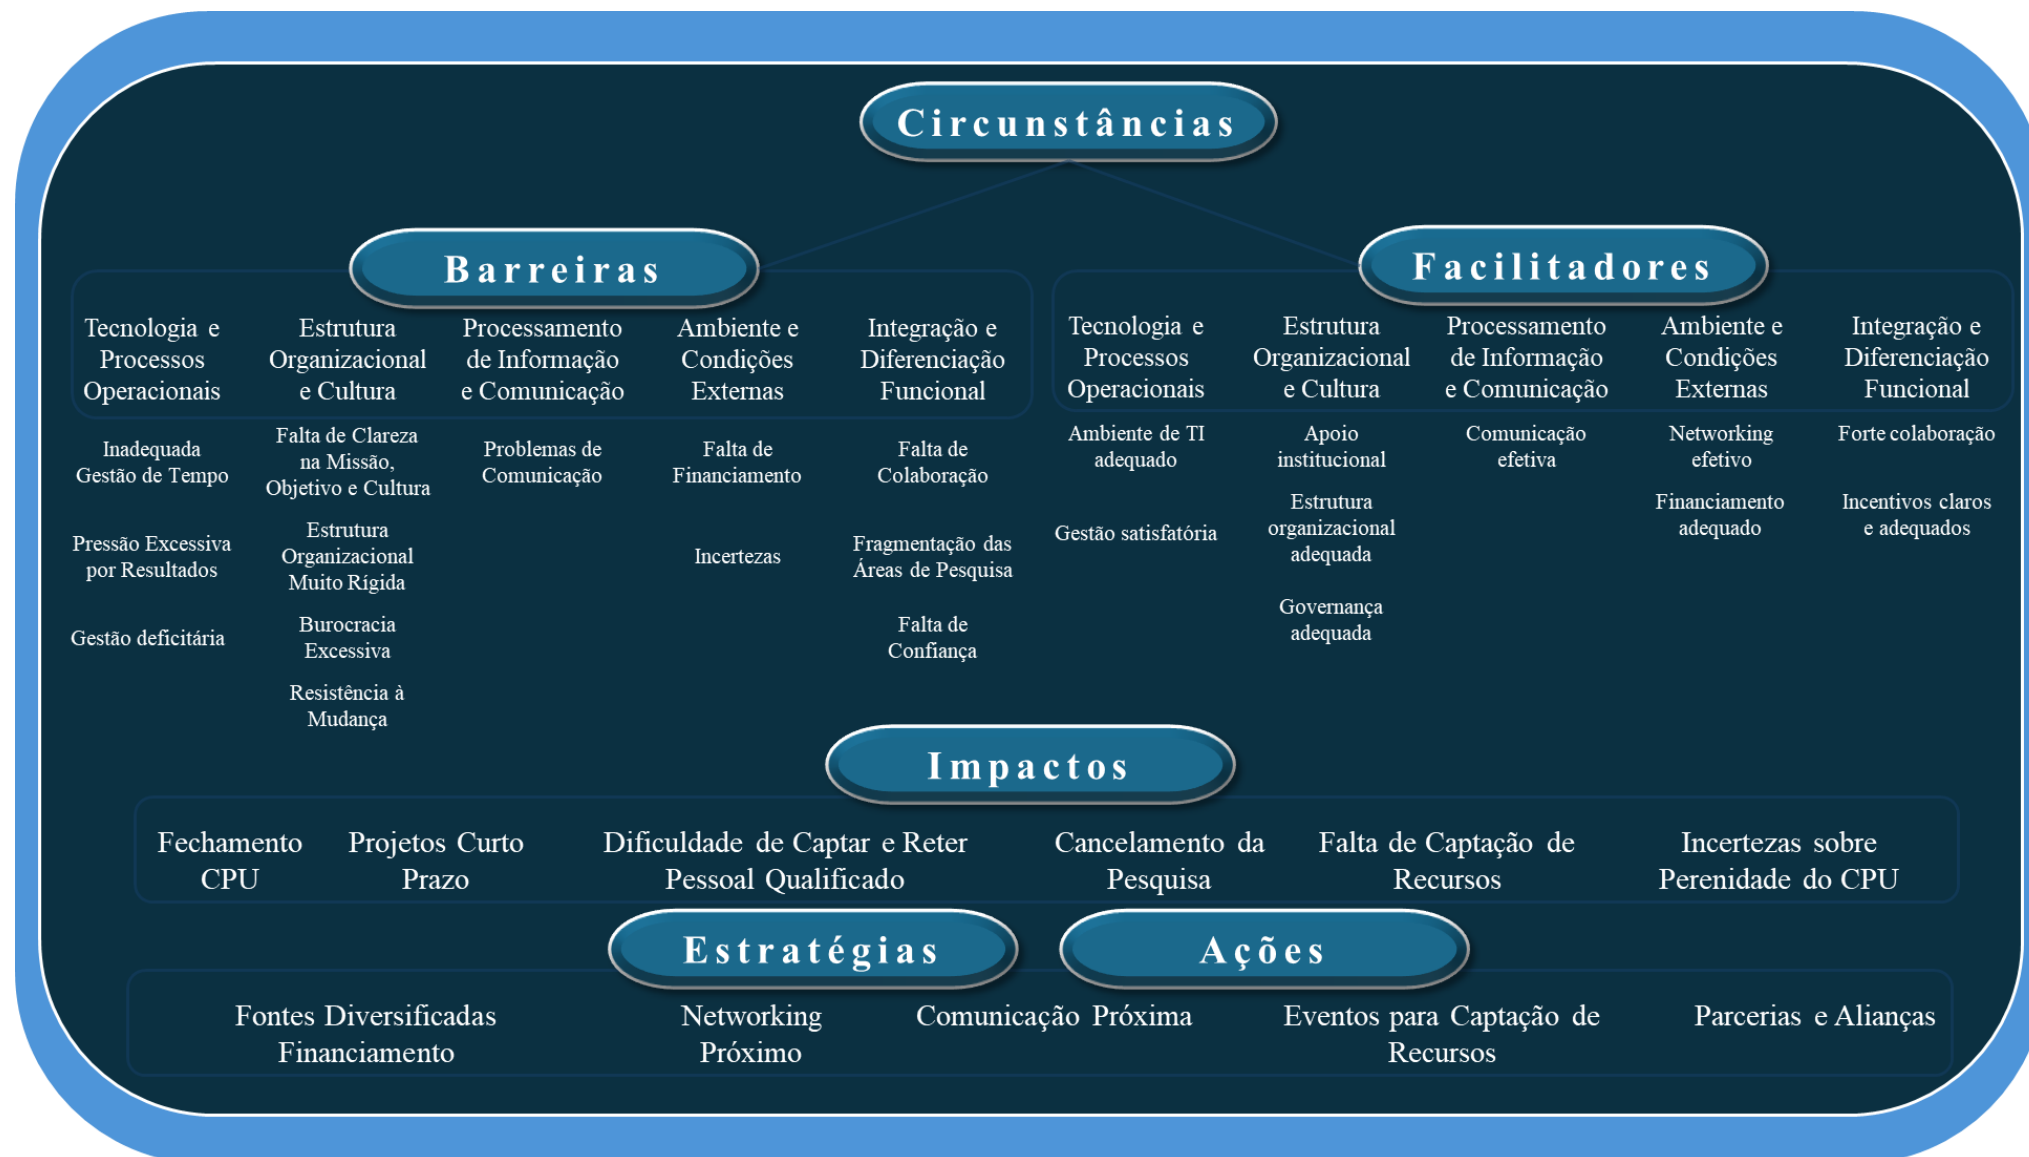 Circunstâncias
Barreiras
Tecnologia e
Processos
Operacionais
Estrutura
Organizacional
e Cultura
Processamento
de Informação
e Comunicação
Ambiente e
Condições
Externas
Integração e
Diferenciação
Funcional
Inadequada
Gestão de Tempo
Pressão Excessiva
por Resultados
Gestão deficitária
Falta de Clareza
na Missão,
Objetivo e Cultura
Estrutura
Organizacional
Muito Rígida
Burocracia
Excessiva
Resistência à
Mudança
Problemas de
Comunicação
Falta de
Financiamento
Incertezas
Falta de
Colaboração
Fragmentação das
Áreas de Pesquisa
Falta de
Confiança
Facilitadores
Tecnologia e
Processos
Operacionais
Estrutura
Organizacional
e Cultura
Processamento
de Informação
e Comunicação
Ambiente e
Condições
Externas
Integração e
Diferenciação
Funcional
Ambiente de TI
adequado
Gestão satisfatória
Apoio
institucional
Estrutura
organizacional
adequada
Governança
adequada
Comunicação
efetiva
Networking
efetivo
Financiamento
adequado
Forte colaboração
Incentivos claros
e adequados
Impactos
Fechamento
CPU
Projetos Curto
Prazo
Dificuldade de Captar e Reter
Pessoal Qualificado
Cancelamento da
Pesquisa
Falta de Captação de
Recursos
Incertezas sobre
Perenidade do CPU
Estratégias
Ações
Fontes Diversificadas
Financiamento
Networking
Próximo
Comunicação Próxima
Eventos para Captação de
Recursos
Parcerias e Alianças